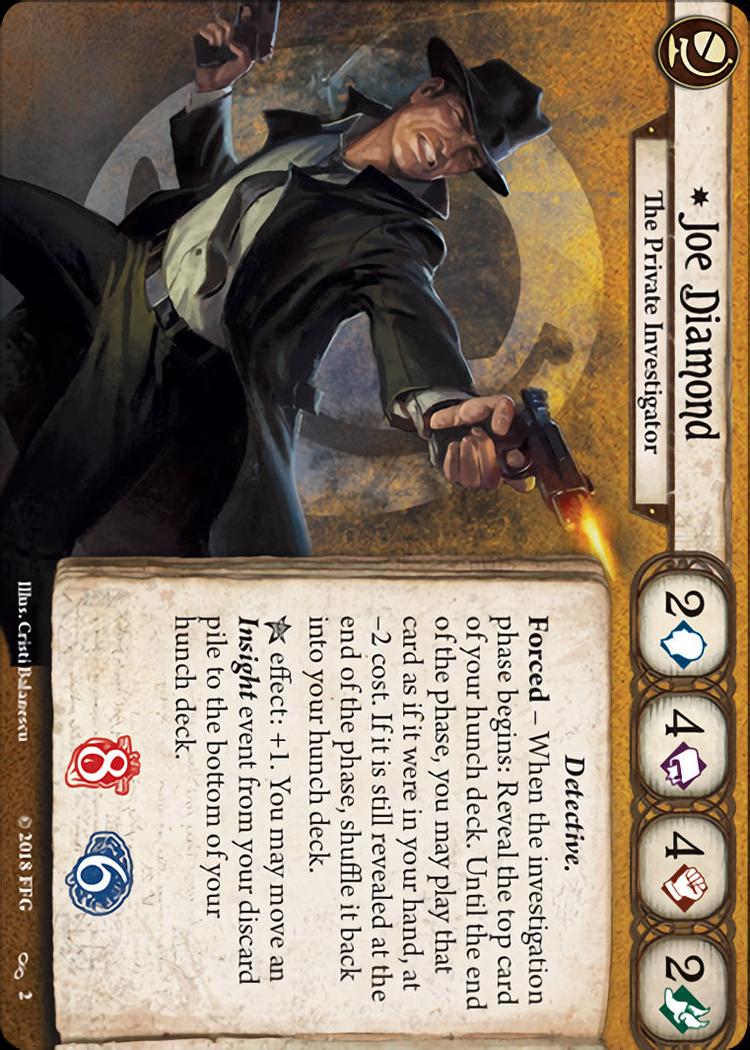 Joe Diamond
The Private Investigator
2 4 4 2
Detective.
Forced – When the investigation
phase begins: Reveal the top card
of your hunch deck. Until the end
of the phase, you may play that
card as if it were in your hand, at
–2 cost. If it is still revealed at the
end of the phase, shuffle it back
into your hunch deck.
effect: +1. You may move an
Insight event from your discard
pile to the bottom of your
hunch deck.
8 6
Illus. Cristi Balanescu
© 2018 FFG
2